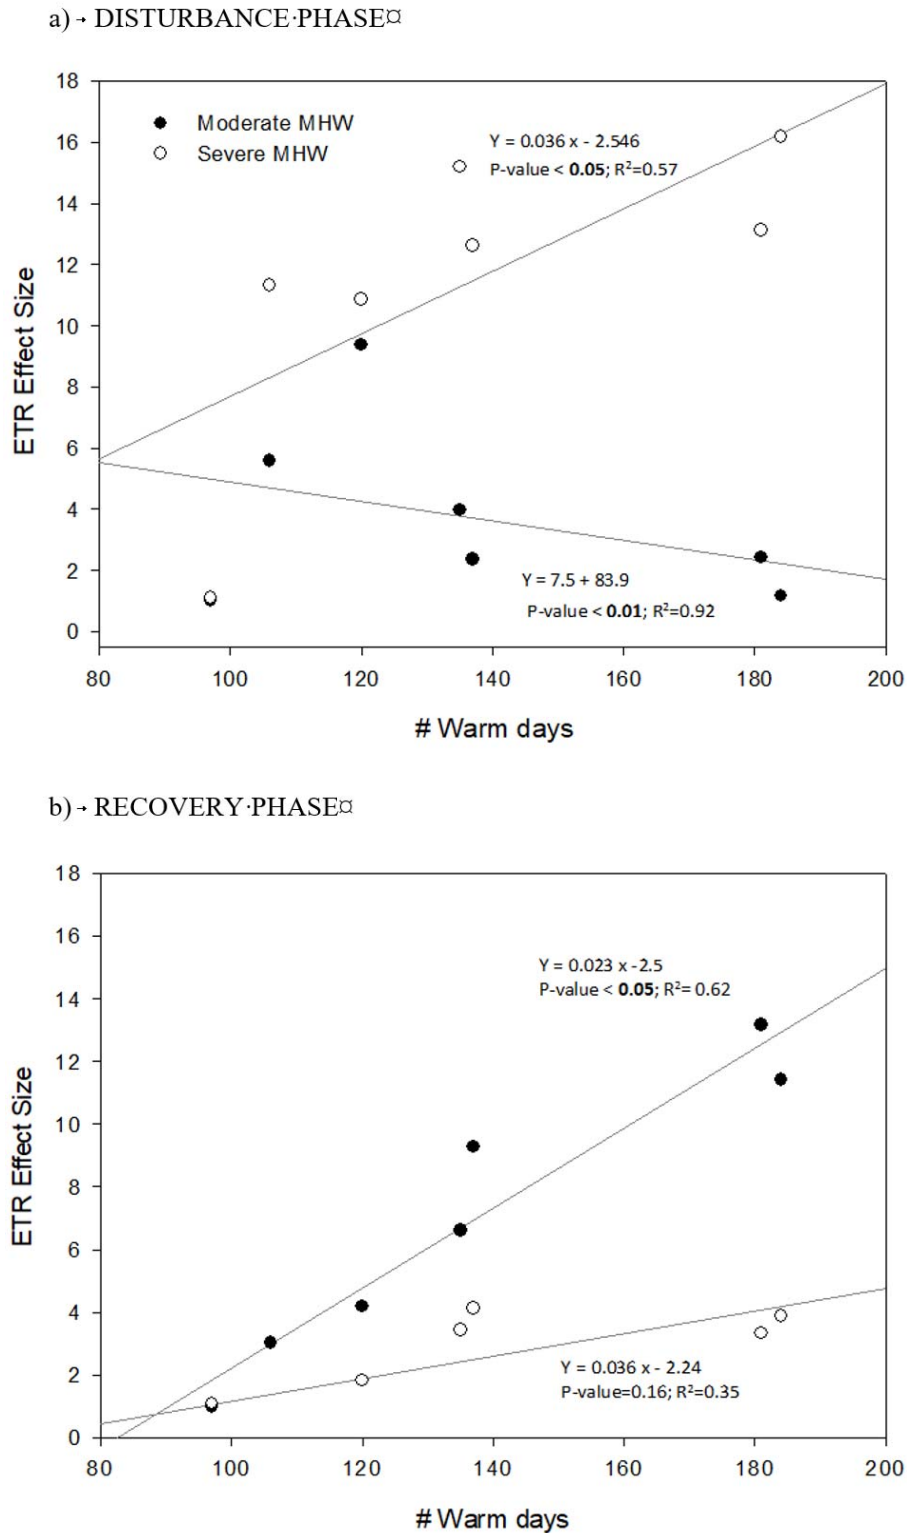 a)→ DISTURBANCE·PHASE¤
18
16
14
12
10
8
6
4
2
0
ETR Effect Size
Moderate MHW
Severe MHW
Y = 0.036 x - 2.546
P-value < 0.05; R²=0.57
Y = 7.5 + 83.9
P-value < 0.01; R²=0.92
80 100 120 140 160 180 200
# Warm days
b)→ RECOVERY·PHASE¤
18
16
14
12
10
8
6
4
2
0
ETR Effect Size
Y = 0.023 x -2.5
P-value < 0.05; R²= 0.62
Y = 0.036 x - 2.24
P-value=0.16; R²=0.35
80 100 120 140 160 180 200
# Warm days